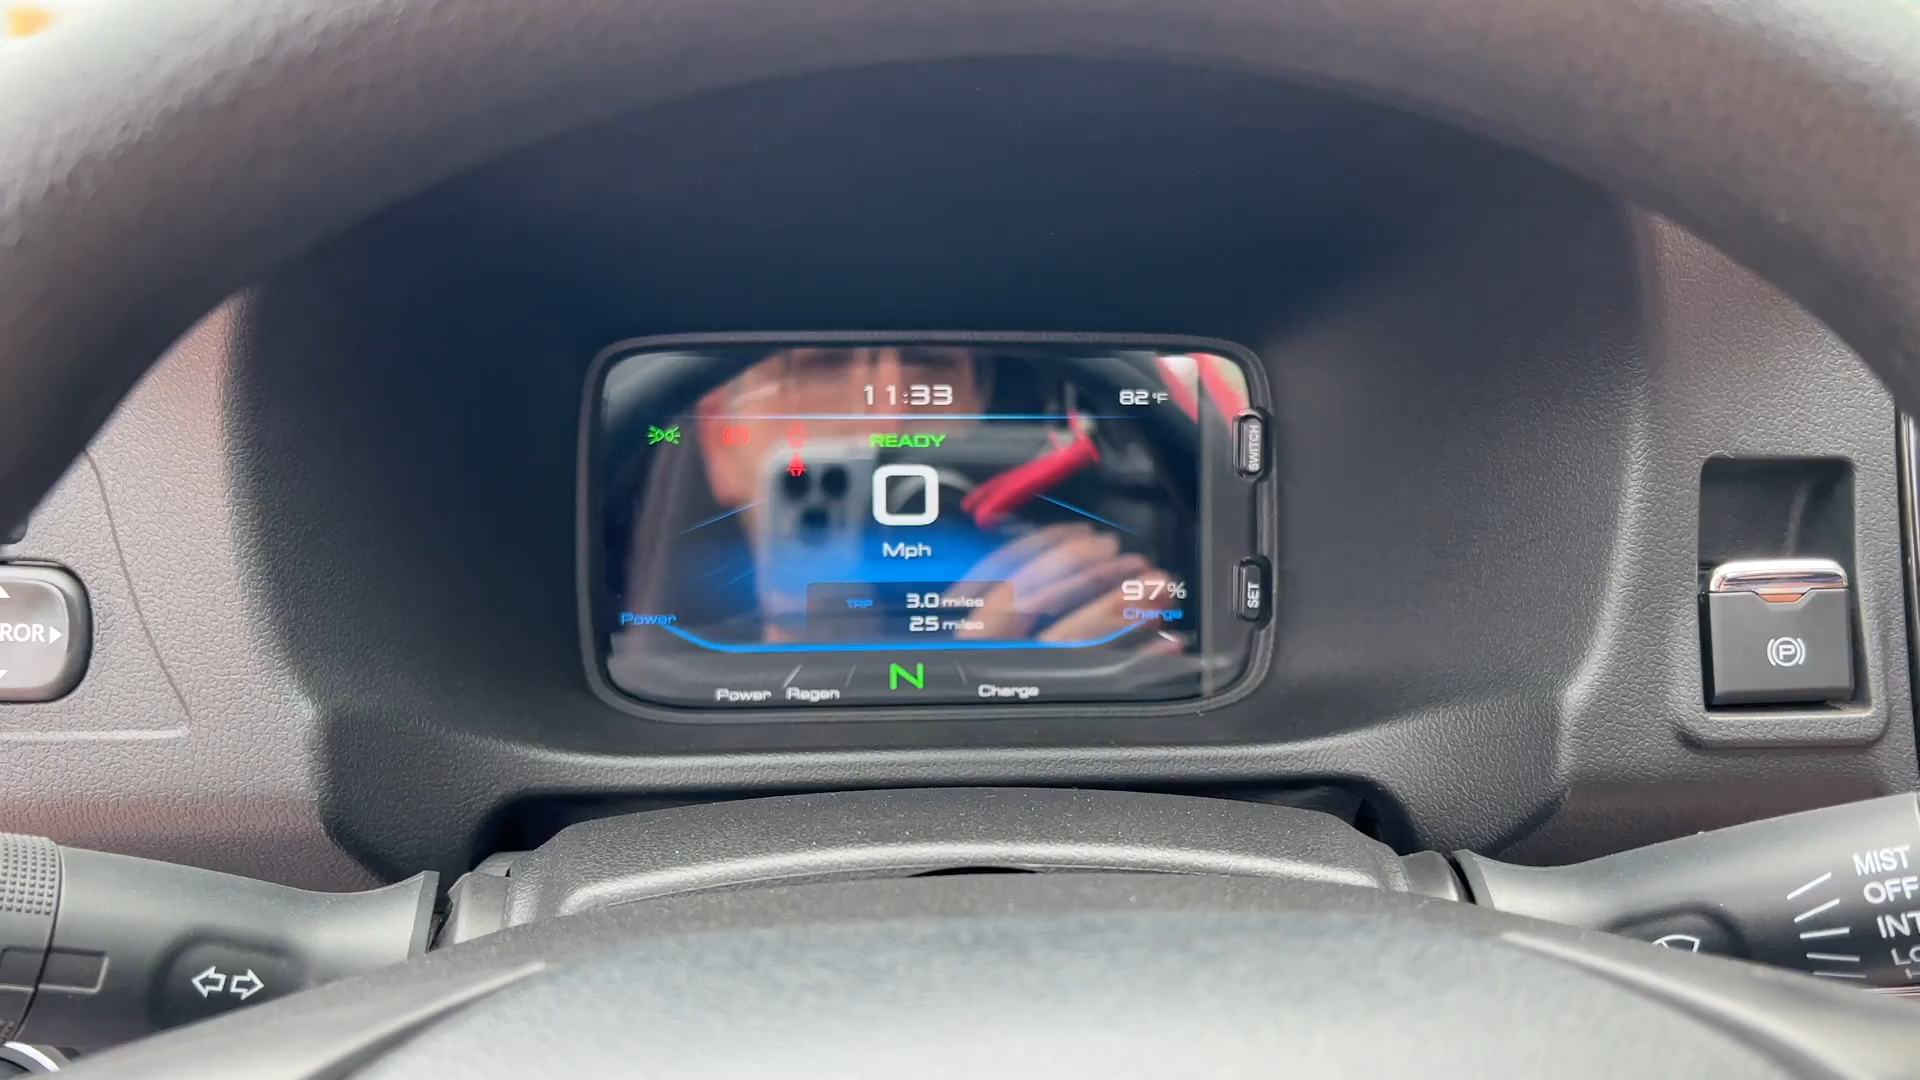 11:33
82°F
READY
0
Mph
SWITCH
SET
TRIP 3.0 miles
25 miles
97%
Charge
Power
N
Power Regen Charge
ROR
P
MIST
OFF
INT